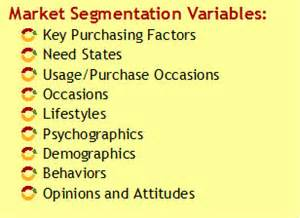 Market Segmentation Variables:
Key Purchasing Factors
Need States
Usage/Purchase Occasions
Occasions
Lifestyles
Psychographics
Demographics
Behaviors
Opinions and Attitudes